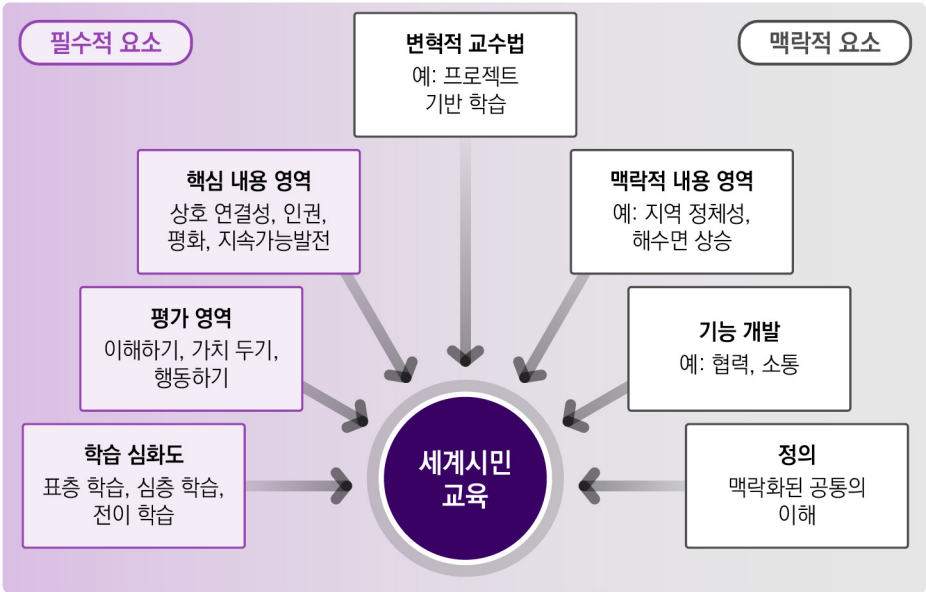 필수적 요소
맥락적 요소
변혁적 교수법
예: 프로젝트
기반 학습
핵심 내용 영역
상호 연결성, 인권,
평화, 지속가능발전
맥락적 내용 영역
예: 지역 정체성,
해수면 상승
평가 영역
이해하기, 가치 두기,
행동하기
기능 개발
예: 협력, 소통
학습 심화도
표층 학습, 심층 학습,
전이 학습
세계시민
교육
정의
맥락화된 공통의
이해